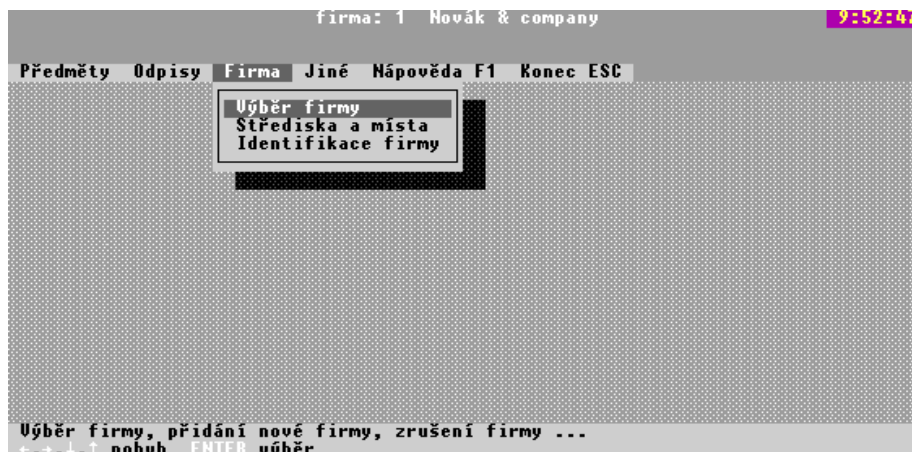 firma: 1 Novák & company 9:52:42
Předměty Odpisy Firma Jiné Nápověda F1 Konec ESC
Výběr firmy
Střediska a místa
Identifikace firmy
Výběr firmy, přidání nové firmy, zrušení firmy ...
←,→,↓,↑ pohyb ENTER výběr